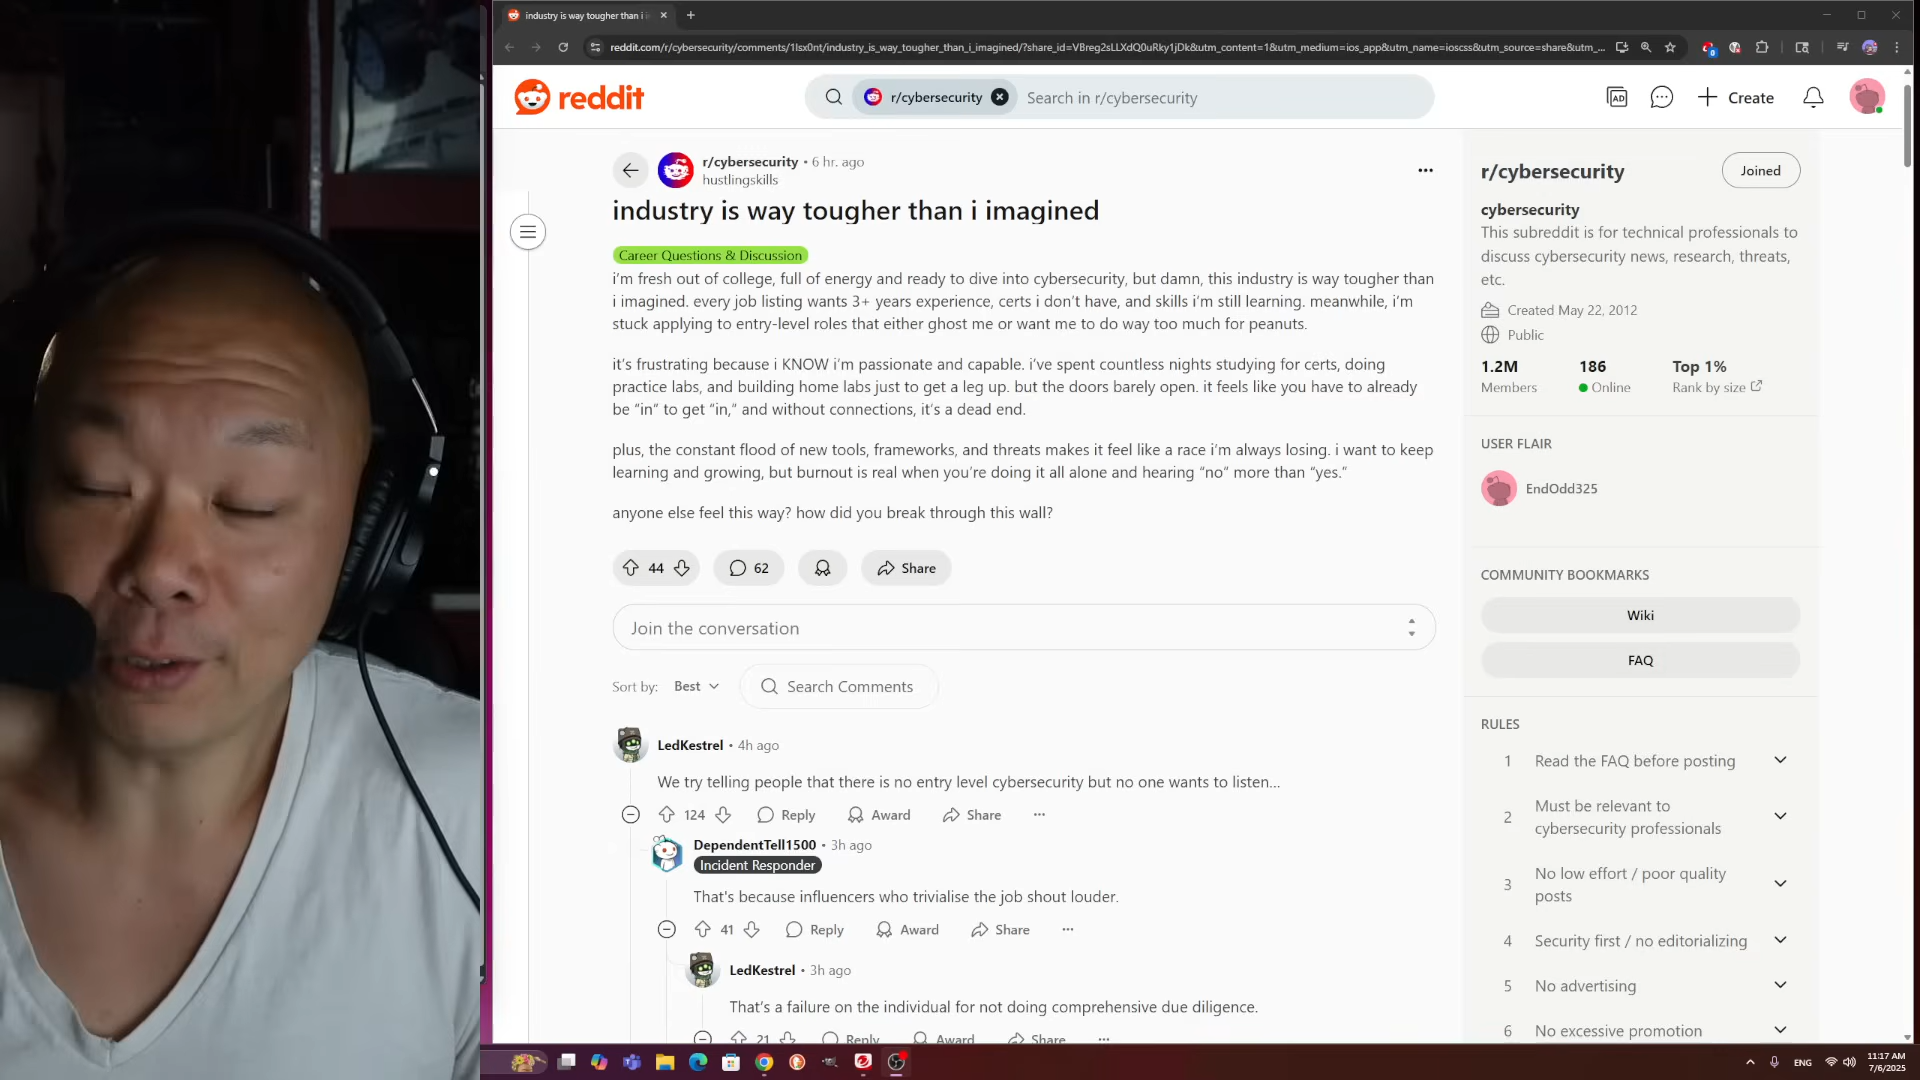 industry is way tougher than i i
reddit.com/r/cybersecurity/comments/1lsx0nt/industry_is_way_tougher_than_i_imagined/?share_id=VBreg2sLLXdQ0uRky1jDk&utm_content=1&utm_medium=ios_app&utm_name=ioscss&utm_source=share&utm_...
reddit
r/cybersecurity
Search in r/cybersecurity
AD
Create
r/cybersecurity • 6 hr. ago
hustlingskills
industry is way tougher than i imagined
Career Questions & Discussion
i'm fresh out of college, full of energy and ready to dive into cybersecurity, but damn, this industry is way tougher than
i imagined. every job listing wants 3+ years experience, certs i don't have, and skills i'm still learning. meanwhile, i'm
stuck applying to entry-level roles that either ghost me or want me to do way too much for peanuts.
it's frustrating because i KNOW i'm passionate and capable. i've spent countless nights studying for certs, doing
practice labs, and building home labs just to get a leg up. but the doors barely open. it feels like you have to already
be “in” to get “in,” and without connections, it's a dead end.
plus, the constant flood of new tools, frameworks, and threats makes it feel like a race i'm always losing. i want to keep
learning and growing, but burnout is real when you're doing it all alone and hearing “no” more than “yes.”
anyone else feel this way? how did you break through this wall?
44
62
Share
Join the conversation
Sort by: Best
Search Comments
LedKestrel • 4h ago
We try telling people that there is no entry level cybersecurity but no one wants to listen...
124
Reply
Award
Share
DependentTell1500 • 3h ago
Incident Responder
That's because influencers who trivialise the job shout louder.
41
Reply
Award
Share
LedKestrel • 3h ago
That's a failure on the individual for not doing comprehensive due diligence.
21
Reply
Award
Share
r/cybersecurity
Joined
cybersecurity
This subreddit is for technical professionals to
discuss cybersecurity news, research, threats,
etc.
Created May 22, 2012
Public
1.2M
Members
186
Online
Top 1%
Rank by size
USER FLAIR
EndOdd325
COMMUNITY BOOKMARKS
Wiki
FAQ
RULES
1 Read the FAQ before posting
2 Must be relevant to
cybersecurity professionals
3 No low effort / poor quality
posts
4 Security first / no editorializing
5 No advertising
6 No excessive promotion
ENG
11:17 AM
7/6/2025